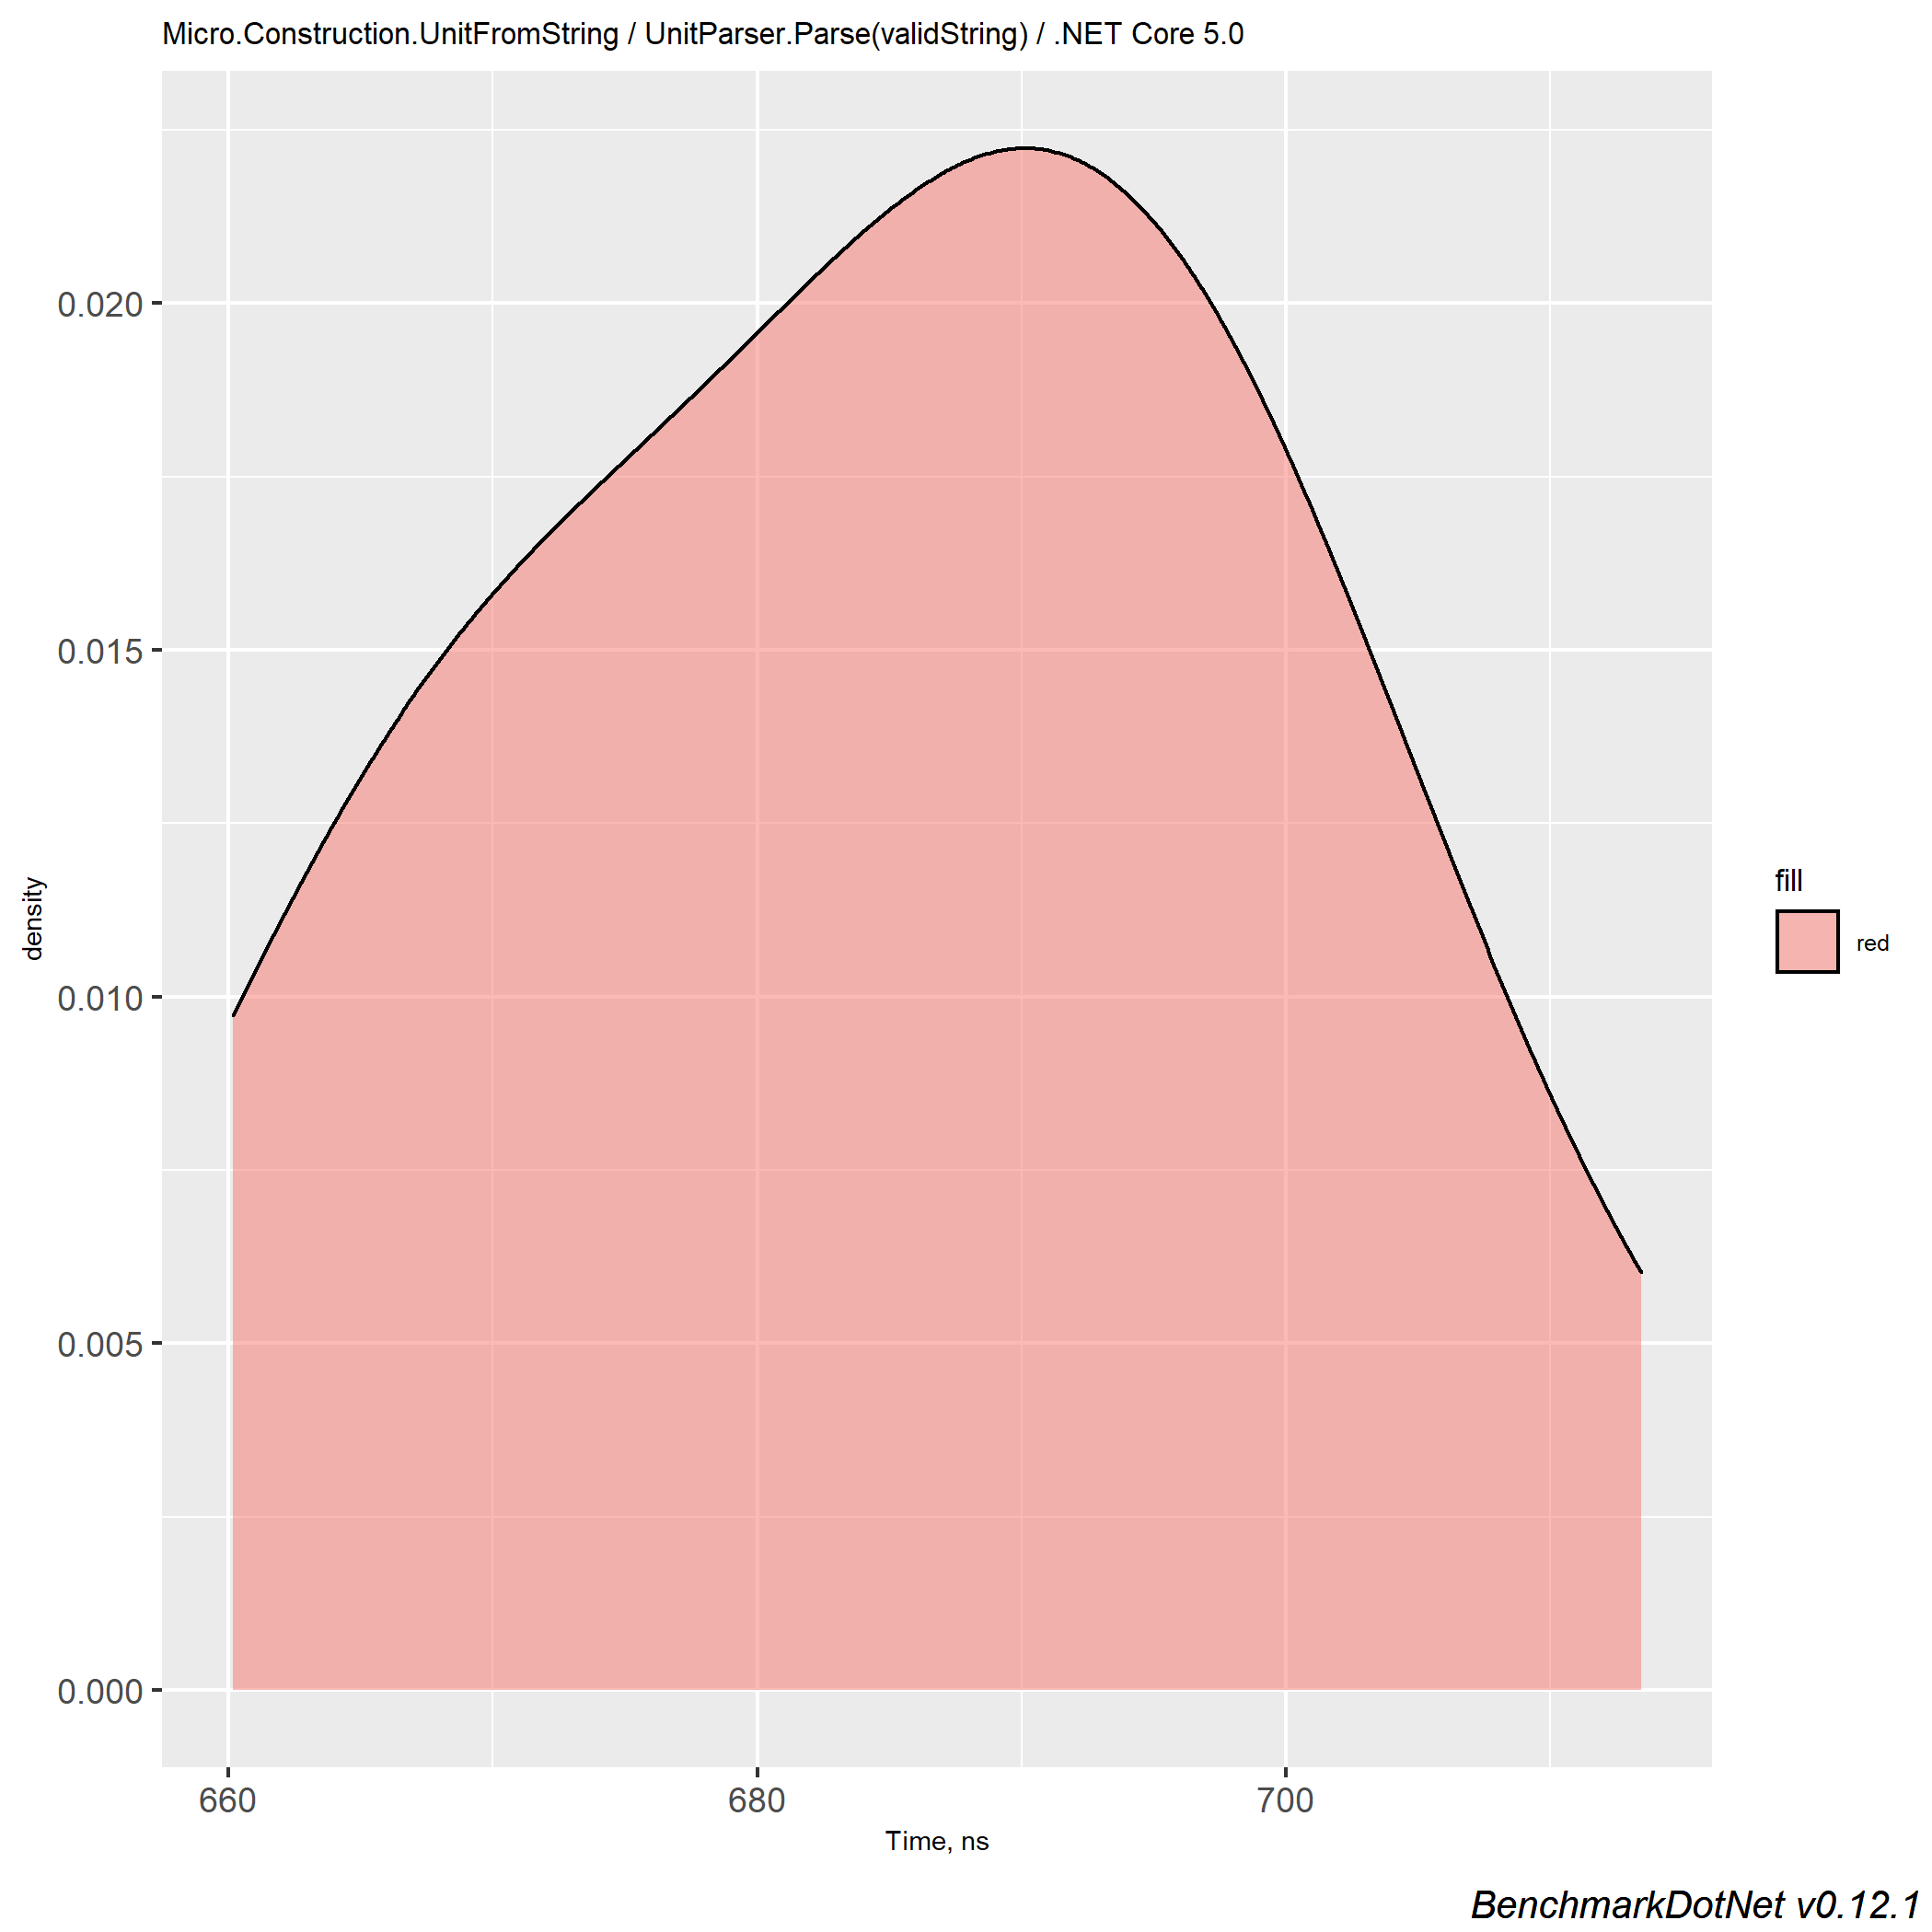 Micro.Construction.UnitFromString / UnitParser.Parse(validString) / .NET Core 5.0
0.020
0.015
0.010
0.005
0.000
density
660
680
700
Time, ns
fill
red
BenchmarkDotNet v0.12.1